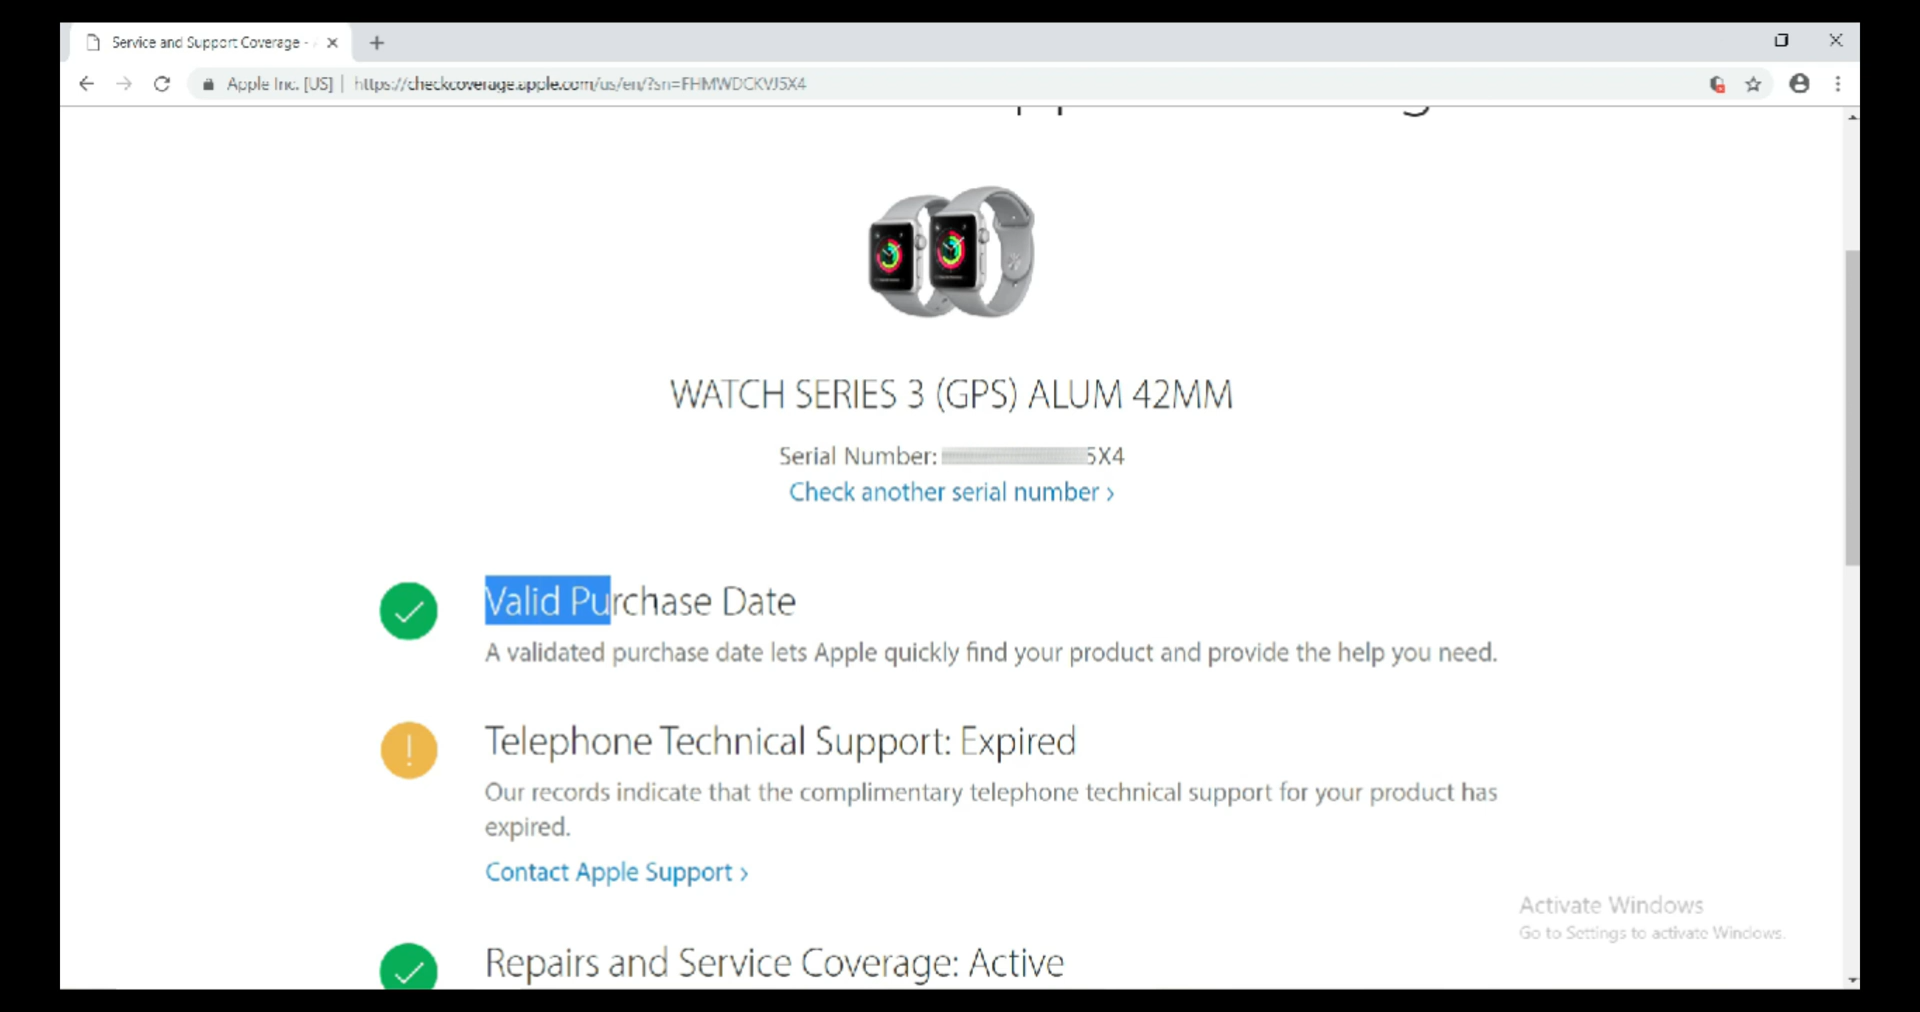 Service and Support Coverage -
Apple Inc. [US] | https://checkcoverage.apple.com/us/en/?sn=FHMWDCKVJ5X4
WATCH SERIES 3 (GPS) ALUM 42MM
Serial Number: 5X4
Check another serial number ›
Valid Purchase Date
A validated purchase date lets Apple quickly find your product and provide the help you need.
Telephone Technical Support: Expired
Our records indicate that the complimentary telephone technical support for your product has
expired.
Contact Apple Support ›
Activate Windows
Go to Settings to activate Windows.
Repairs and Service Coverage: Active